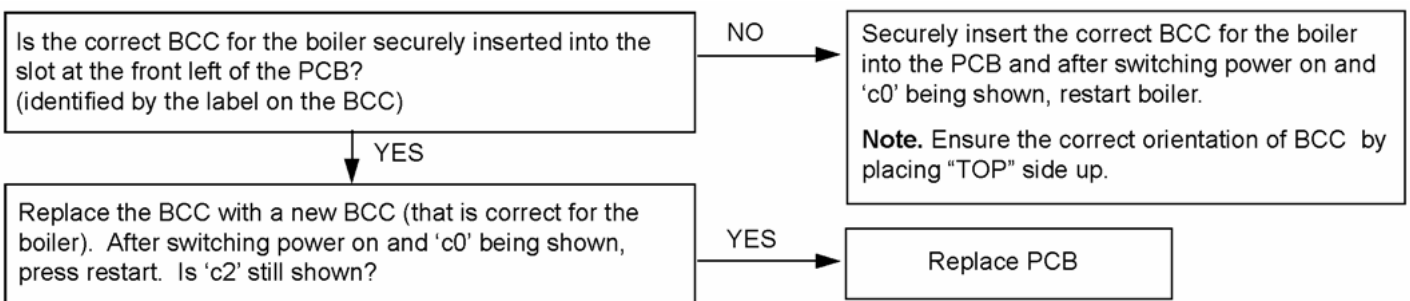 Is the correct BCC for the boiler securely inserted into the
slot at the front left of the PCB?
(identified by the label on the BCC)
NO
Securely insert the correct BCC for the boiler
into the PCB and after switching power on and
‘c0’ being shown, restart boiler.
Note. Ensure the correct orientation of BCC by
placing “TOP” side up.
YES
Replace the BCC with a new BCC (that is correct for the
boiler). After switching power on and ‘c0’ being shown,
press restart. Is ‘c2’ still shown?
YES
Replace PCB